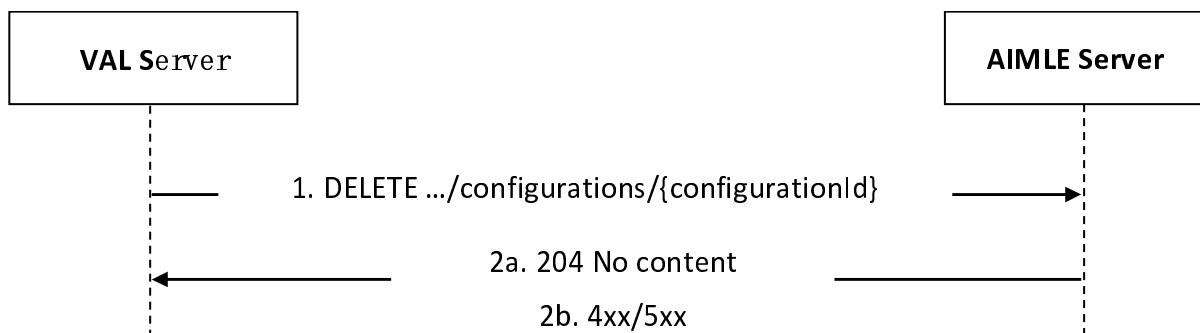 VAL Server
AIMLE Server
1. DELETE .../configurations/{configurationId}
2a. 204 No content
2b. 4xx/5xx